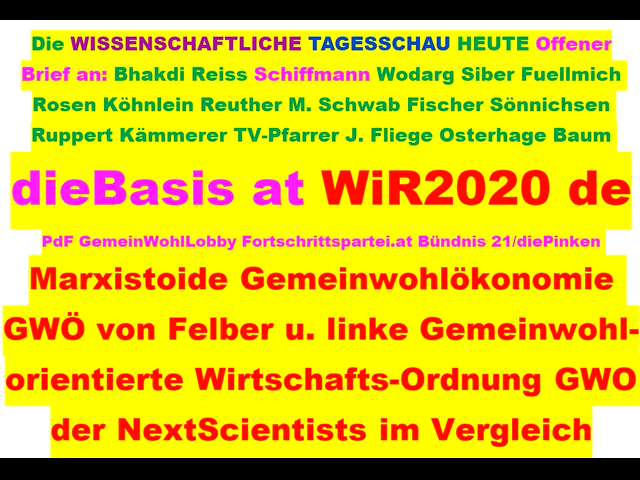 Die WISSENSCHAFTLICHE TAGESSCHAU HEUTE Offener
Brief an: Bhakdi Reiss Schiffmann Wodarg Siber Fuellmich
Rosen Köhnlein Reuther M. Schwab Fischer Sönnichsen
Ruppert Kämmerer TV-Pfarrer J. Fliege Osterhage Baum
dieBasis at WiR2020 de
PdF GemeinWohlLobby Fortschrittspartei.at Bündnis 21/diePinken
Marxistoide Gemeinwohlökonomie
GWÖ von Felber u. linke Gemeinwohl-
orientierte Wirtschafts-Ordnung GWO
der NextScientists im Vergleich